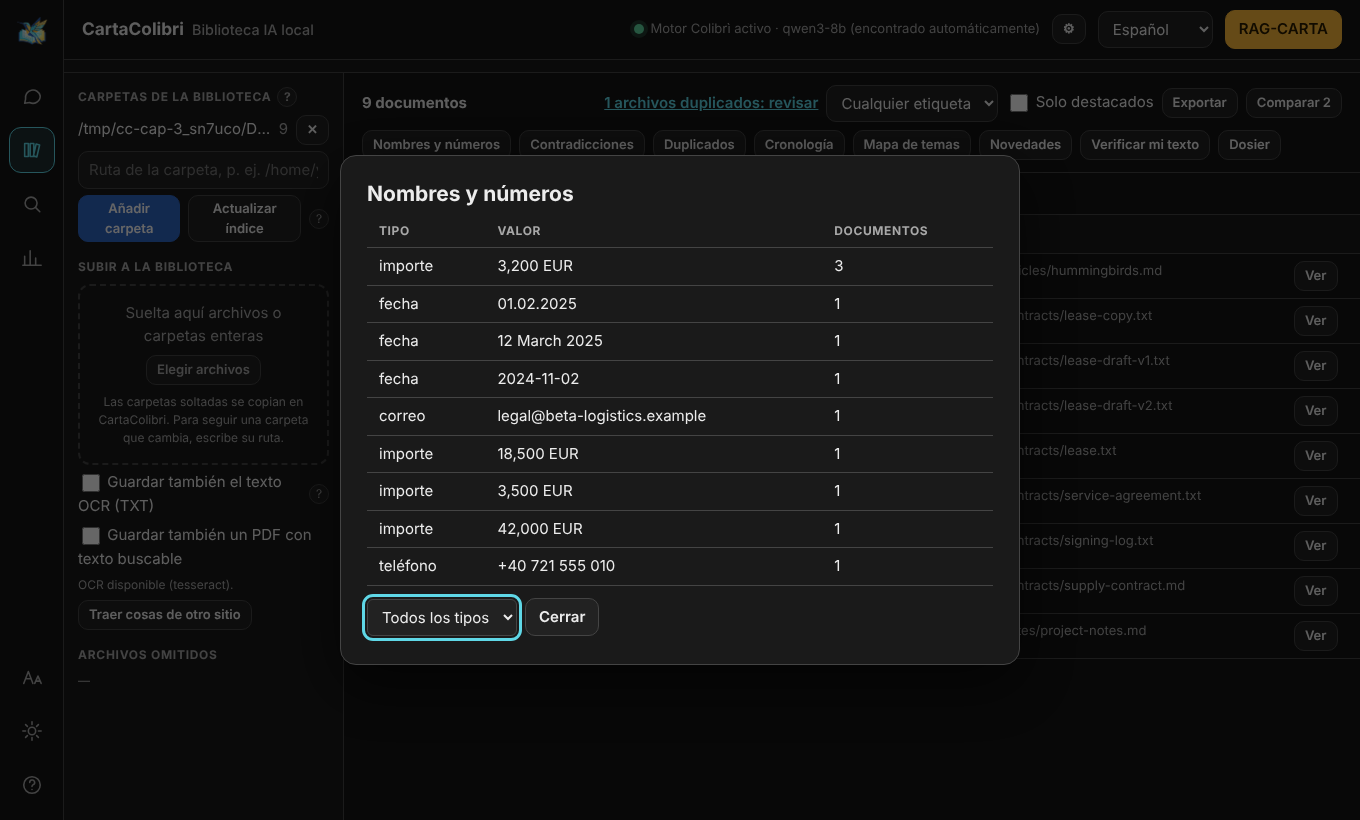 CartaColibri Biblioteca IA local
Motor Colibrì activo · qwen3-8b (encontrado automáticamente)
Español
RAG-CARTA
CARPETAS DE LA BIBLIOTECA ?
/tmp/cc-cap-3_sn7uco/D... 9 ×
Ruta de la carpeta, p. ej. /home/
Añadir carpeta
Actualizar índice
?
SUBIR A LA BIBLIOTECA
Suelta aquí archivos o
carpetas enteras
Elegir archivos
Las carpetas soltadas se copian en
CartaColibri. Para seguir una carpeta
que cambia, escribe su ruta.
Guardar también el texto
OCR (TXT)
?
Guardar también un PDF con
texto buscable
OCR disponible (tesseract).
Traer cosas de otro sitio
ARCHIVOS OMITIDOS
—
9 documentos
1 archivos duplicados: revisar
Cualquier etiqueta
Solo destacados
Exportar
Comparar 2
Nombres y números
Contradicciones
Duplicados
Cronología
Mapa de temas
Novedades
Verificar mi texto
Dosier
Nombres y números
TIPO VALOR DOCUMENTOS
importe 3,200 EUR 3
fecha 01.02.2025 1
fecha 12 March 2025 1
fecha 2024-11-02 1
correo legal@beta-logistics.example 1
importe 18,500 EUR 1
importe 3,500 EUR 1
importe 42,000 EUR 1
teléfono +40 721 555 010 1
Todos los tipos
Cerrar
icles/hummingbirds.md Ver
ntracts/lease-copy.txt Ver
ntracts/lease-draft-v1.txt Ver
ntracts/lease-draft-v2.txt Ver
ntracts/lease.txt Ver
ntracts/service-agreement.txt Ver
ntracts/signing-log.txt Ver
ntracts/supply-contract.md Ver
es/project-notes.md Ver
AA
?